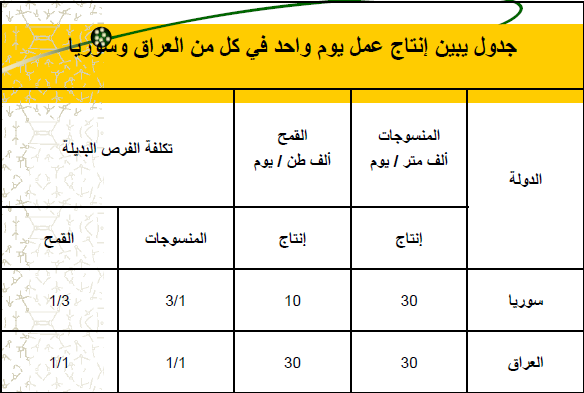 جدول يبين إنتاج عمل يوم واحد في كل من العراق وسوريا
الدولة
المنسوجات
ألف متر / يوم
القمح
ألف طن / يوم
تكلفة الفرص البديلة
إنتاج
إنتاج
المنسوجات
القمح
سوريا
30
10
3/1
1/3
العراق
30
30
1/1
1/1